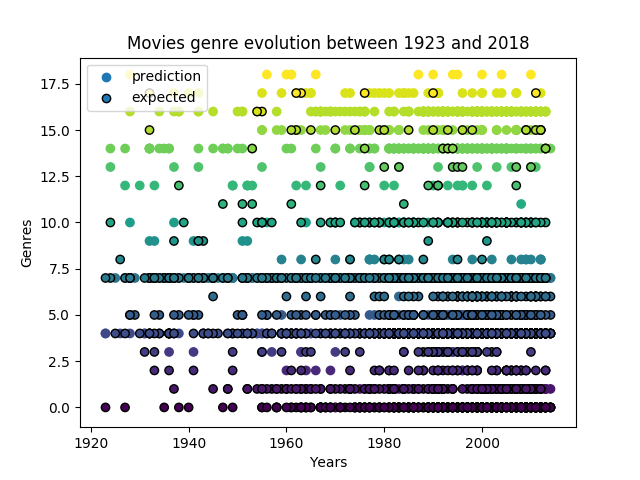 Movies genre evolution between 1923 and 2018
prediction
expected
17.5
15.0
12.5
10.0
7.5
5.0
2.5
0.0
Genres
1920 1940 1960 1980 2000
Years